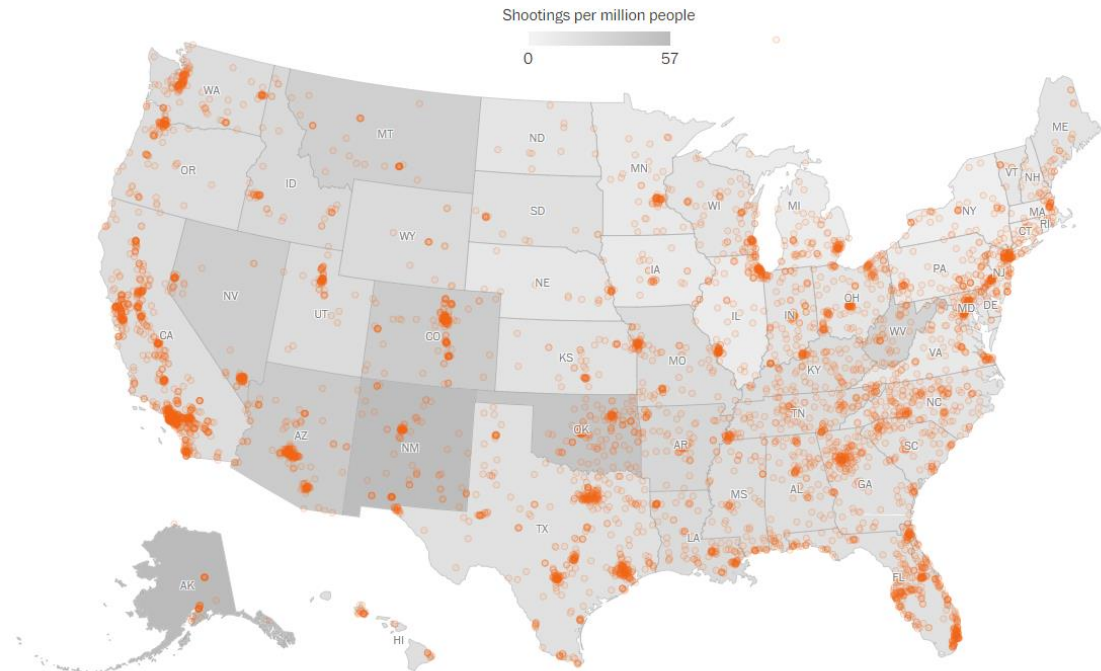 Shootings per million people
0 57
WA
MT
ND
ME
OR
ID
MN
VT NH
SD
WI
MI
NY
MA
RI
CT
WY
IA
PA
NE
NJ
NV
UT
OH
MD DE
IL
IN
CO
WV
CA
KS
MO
VA
KY
NC
TN
AZ
NM
OK
AR
SC
MS
AL
GA
TX
LA
FL
AK
HI